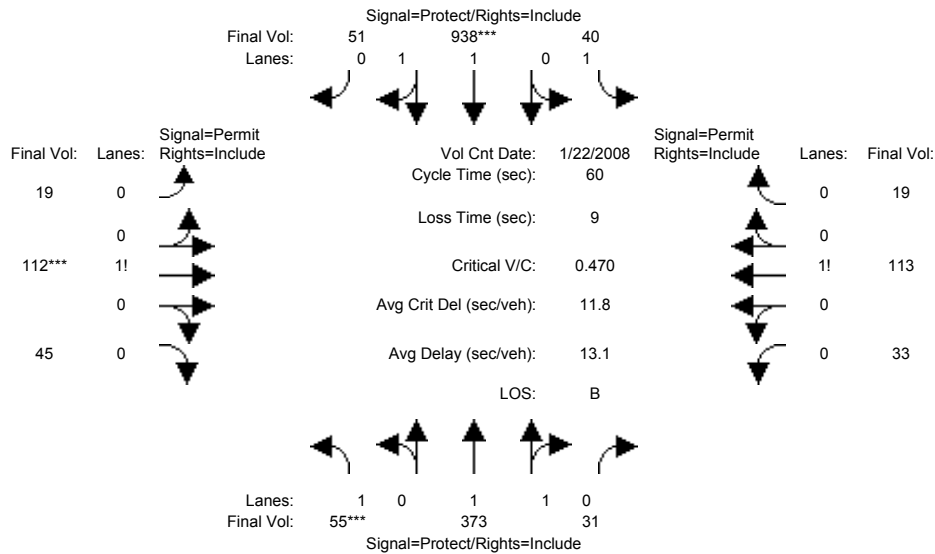 Signal=Protect/Rights=Include
Final Vol: 51 938*** 40
Lanes: 0 1 1 0 1
Signal=Permit
Final Vol: Lanes: Rights=Include
Vol Cnt Date: 1/22/2008
Signal=Permit
Rights=Include Lanes: Final Vol:
Cycle Time (sec): 60
19 0
0 19
Loss Time (sec): 9
0
0
112*** 1!
Critical V/C: 0.470
1! 113
0
Avg Crit Del (sec/veh): 11.8
0
45 0
Avg Delay (sec/veh): 13.1
0 33
LOS: B
Lanes: 1 0 1 1 0
Final Vol: 55*** 373 31
Signal=Protect/Rights=Include